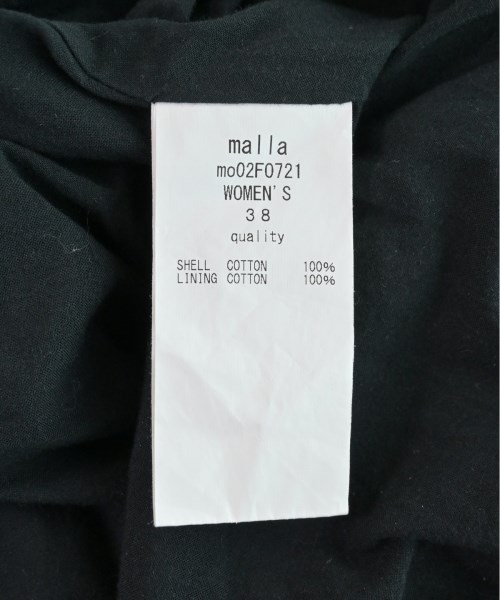 malla
mo02F0721
WOMEN'S
38
quality
SHELL COTTON 100%
LINING COTTON 100%